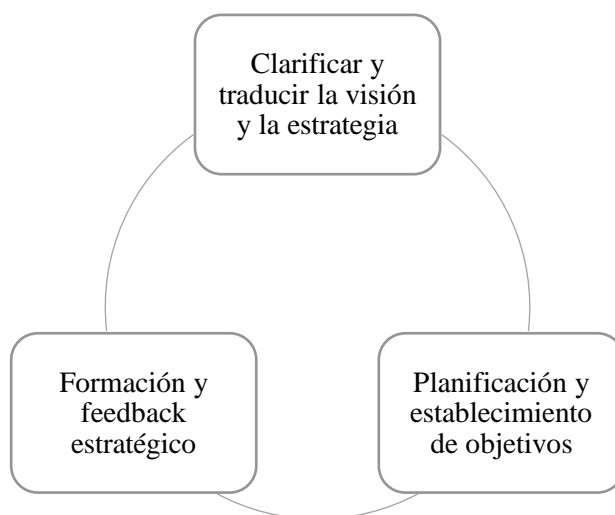 Clarificar y
traducir la visión
y la estrategia
Formación y
feedback
estratégico
Planificación y
establecimiento
de objetivos